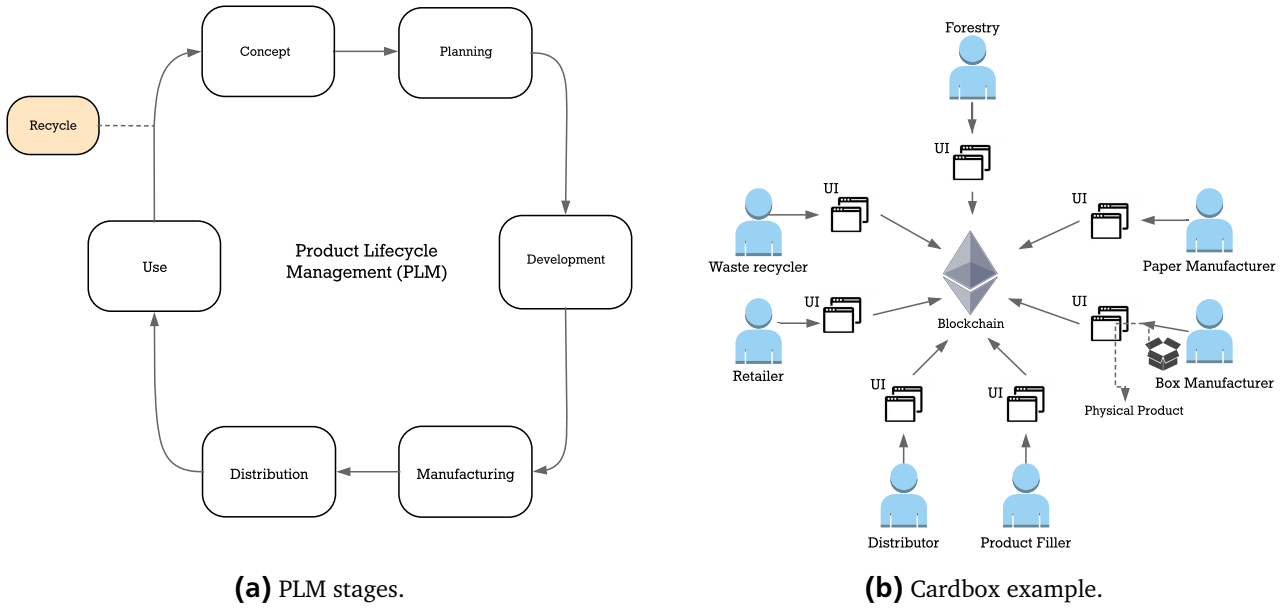 Concept
Planning
Recycle
Product Lifecycle
Management (PLM)
Development
Use
Distribution
Manufacturing
(a) PLM stages.
Forestry
UI
UI
Waste recycler
UI
Paper Manufacturer
UI
Retailer
Blockchain
UI
Box Manufacturer
Physical Product
UI
Distributor
UI
Product Filler
(b) Cardbox example.